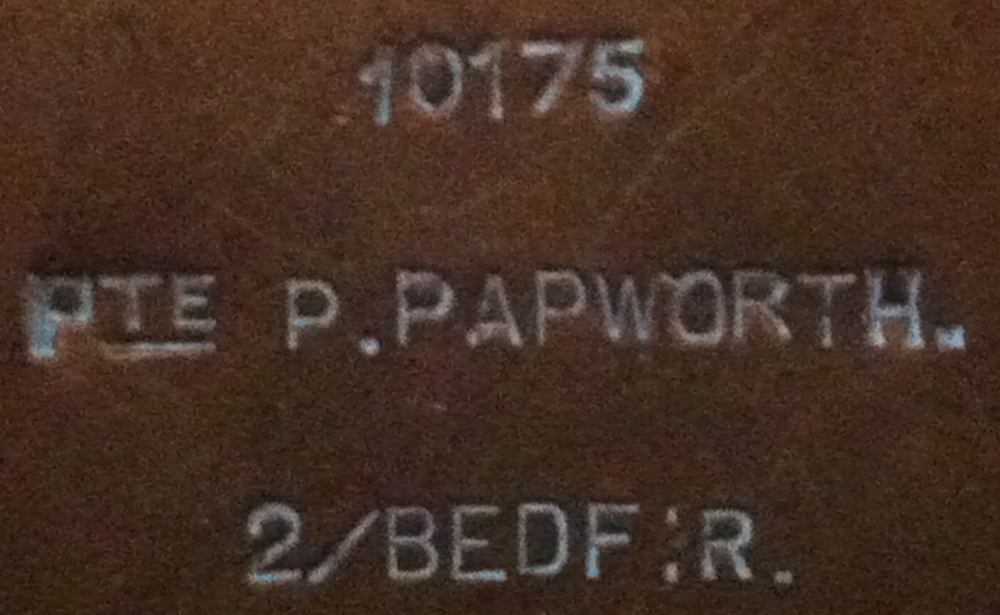 10175
PTE P.PAPWORTH.
2/BEDF:R.